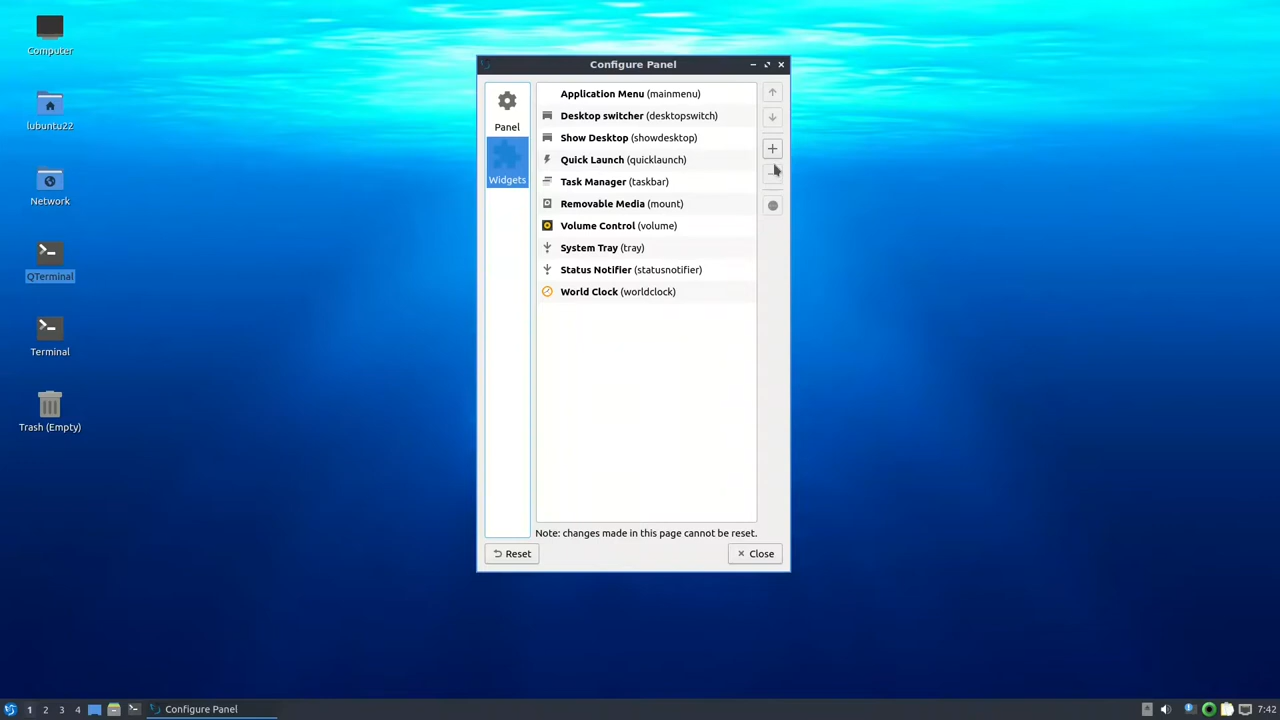 Computer
lubuntu22
Network
QTerminal
Terminal
Trash (Empty)
Configure Panel
Panel
Widgets
Application Menu (mainmenu)
Desktop switcher (desktopswitch)
Show Desktop (showdesktop)
Quick Launch (quicklaunch)
Task Manager (taskbar)
Removable Media (mount)
Volume Control (volume)
System Tray (tray)
Status Notifier (statusnotifier)
World Clock (worldclock)
Note: changes made in this page cannot be reset.
Reset
Close
1 2 3 4 Configure Panel 7:42